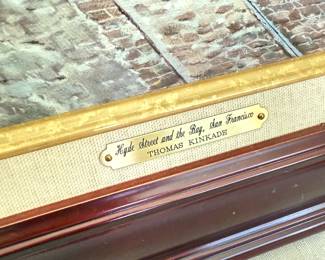 Hyde Street and the Bay, San Francisco
THOMAS KINKADE